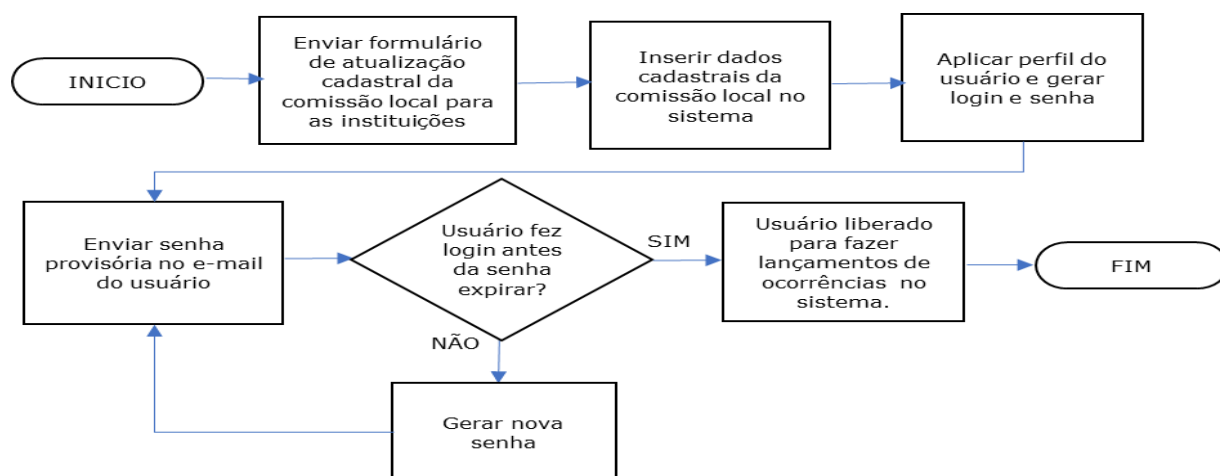 INICIO
Enviar formulário
de atualização
cadastral da
comissão local para
as instituições
Inserir dados
cadastrais da
comissão local no
sistema
Aplicar perfil do
usuário e gerar
login e senha
Enviar senha
provisória no e-mail
do usuário
Usuário fez
login antes
da senha
expirar?
SIM
NÃO
Usuário liberado
para fazer
lançamentos de
ocorrências no
sistema.
FIM
Gerar nova
senha